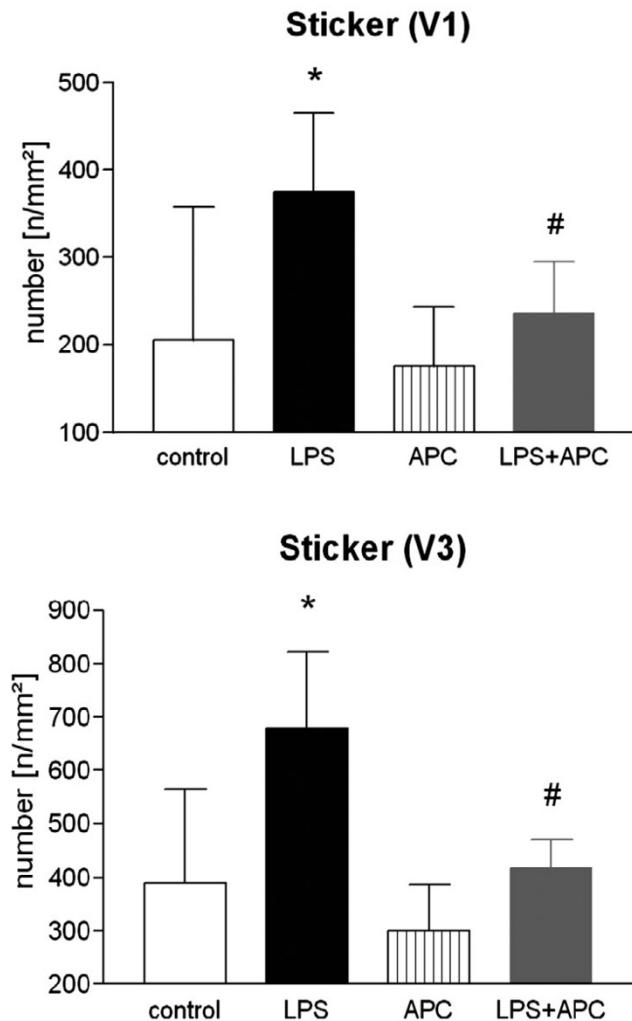 Sticker (V1)
number [n/mm²]
500
*
400
300
#
200
100
control LPS APC LPS+APC
Sticker (V3)
number [n/mm²]
900
*
800
700
600
#
500
400
300
200
control LPS APC LPS+APC